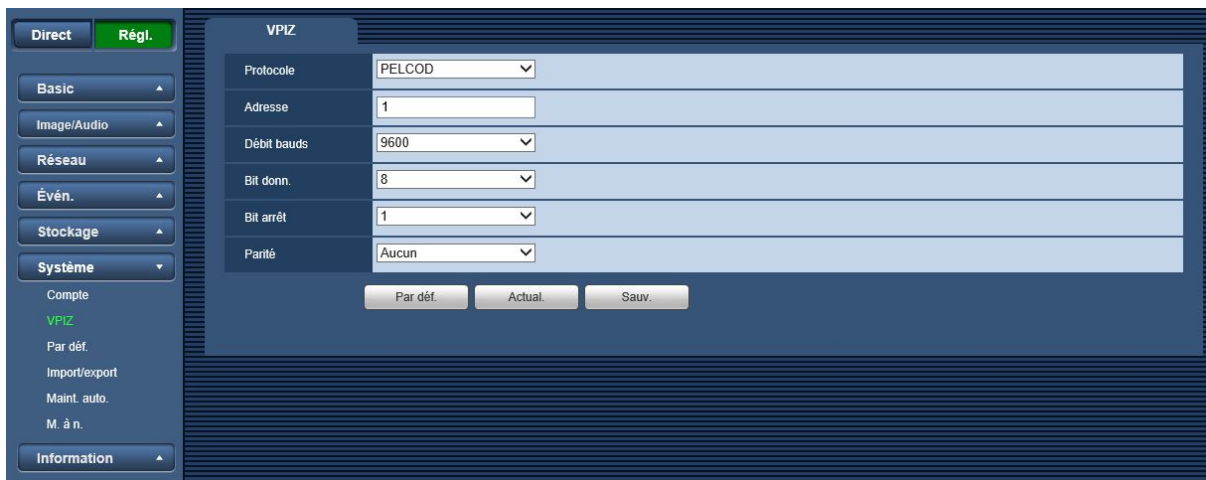 Direct Régl.
Basic
Image/Audio
Réseau
Évén.
Stockage
Système
Compte
VPIZ
Par déf.
Import/export
Maint. auto.
M. à n.
Information
VPIZ
Protocole PELCOD
Adresse 1
Débit bauds 9600
Bit donn. 8
Bit arrêt 1
Parité Aucun
Par déf. Actual. Sauv.